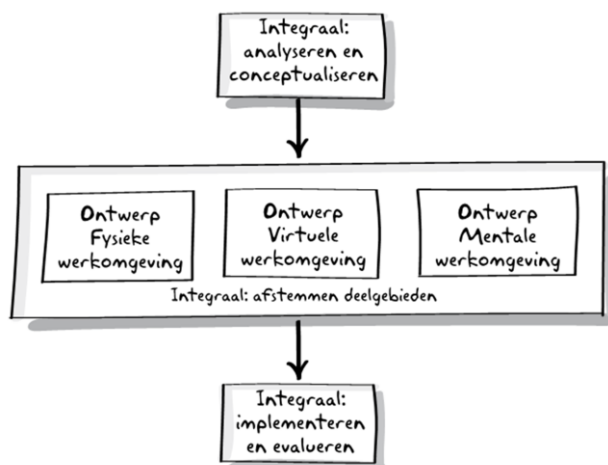 Integraal:
analyseren en
conceptualiseren
Ontwerp
Fysieke
werkomgeving
Ontwerp
Virtuele
werkomgeving
Ontwerp
Mentale
werkomgeving
Integraal: afstemmen deelgebieden
Integraal:
implementeren
en evalueren